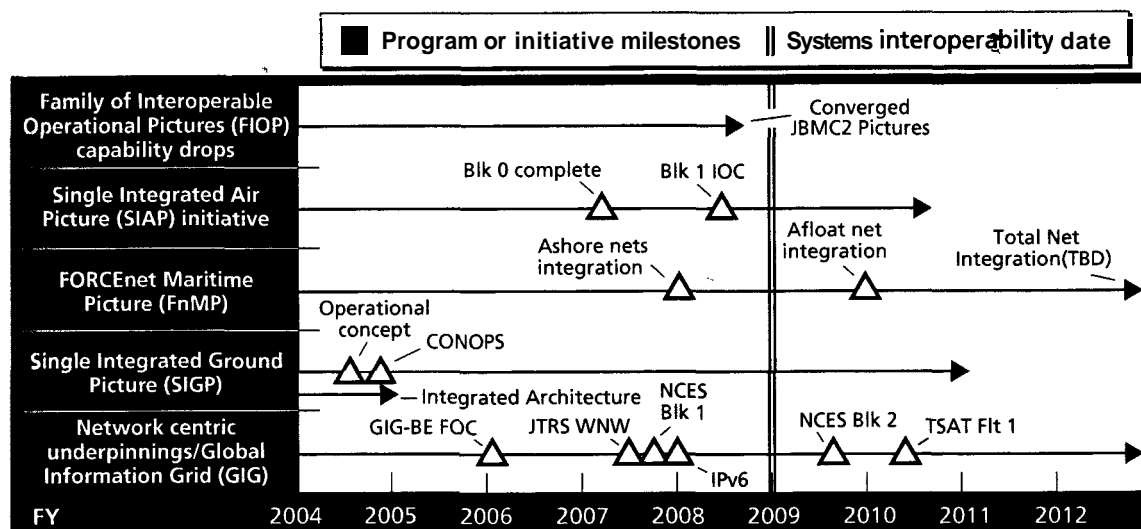 Program or initiative milestones
Systems interoperability date
Family of Interoperable
Operational Pictures (FIOP)
capability drops
Converged
JBMC2 Pictures
Single Integrated Air
Picture (SIAP) initiative
Blk 0 complete
Blk 1 IOC
FORCEnet Maritime
Picture (FnMP)
Ashore nets
integration
Afloat net
integration
Total Net
Integration(TBD)
Single Integrated Ground
Picture (SIGP)
Operational
concept
CONOPS
Integrated Architecture
Network centric
underpinnings/Global
Information Grid (GIG)
GIG-BE FOC
JTRS WNW
NCES
Blk 1
IPv6
NCES Blk 2
TSAT Flt 1
FY 2004 2005 2006 2007 2008 2009 2010 2011 2012